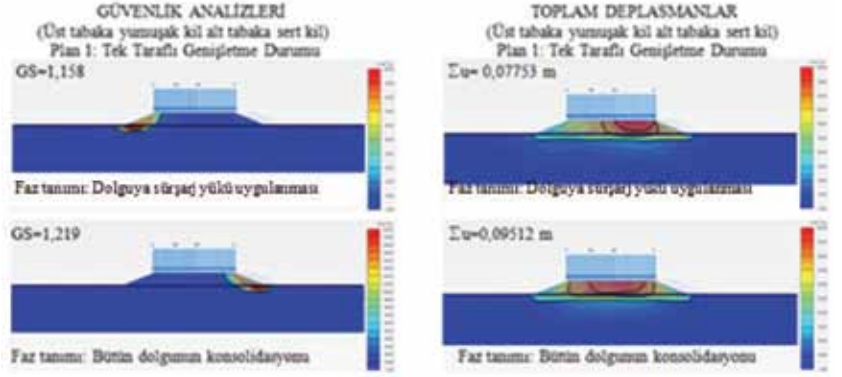 GÜVENLİK ANALİZLERİ
(Üst tabaka yumuşak kil alt tabaka sert kil)
Plan 1: Tek Taraflı Genişletme Durumu
GS=1,158
Faz tanımı: Dolguya sürşarj yükü uygulanması
GS=1,219
Faz tanımı: Bütün dolgunun konsolidasyonu
TOPLAM DEPLASMANLAR
(Üst tabaka yumuşak kil alt tabaka sert kil)
Plan 1: Tek Taraflı Genişletme Durumu
Σu= 0,07753 m
Faz tanımı: Dolguya sürşarj yükü uygulanması
Σu=0,09512 m
Faz tanımı: Bütün dolgunun konsolidasyonu